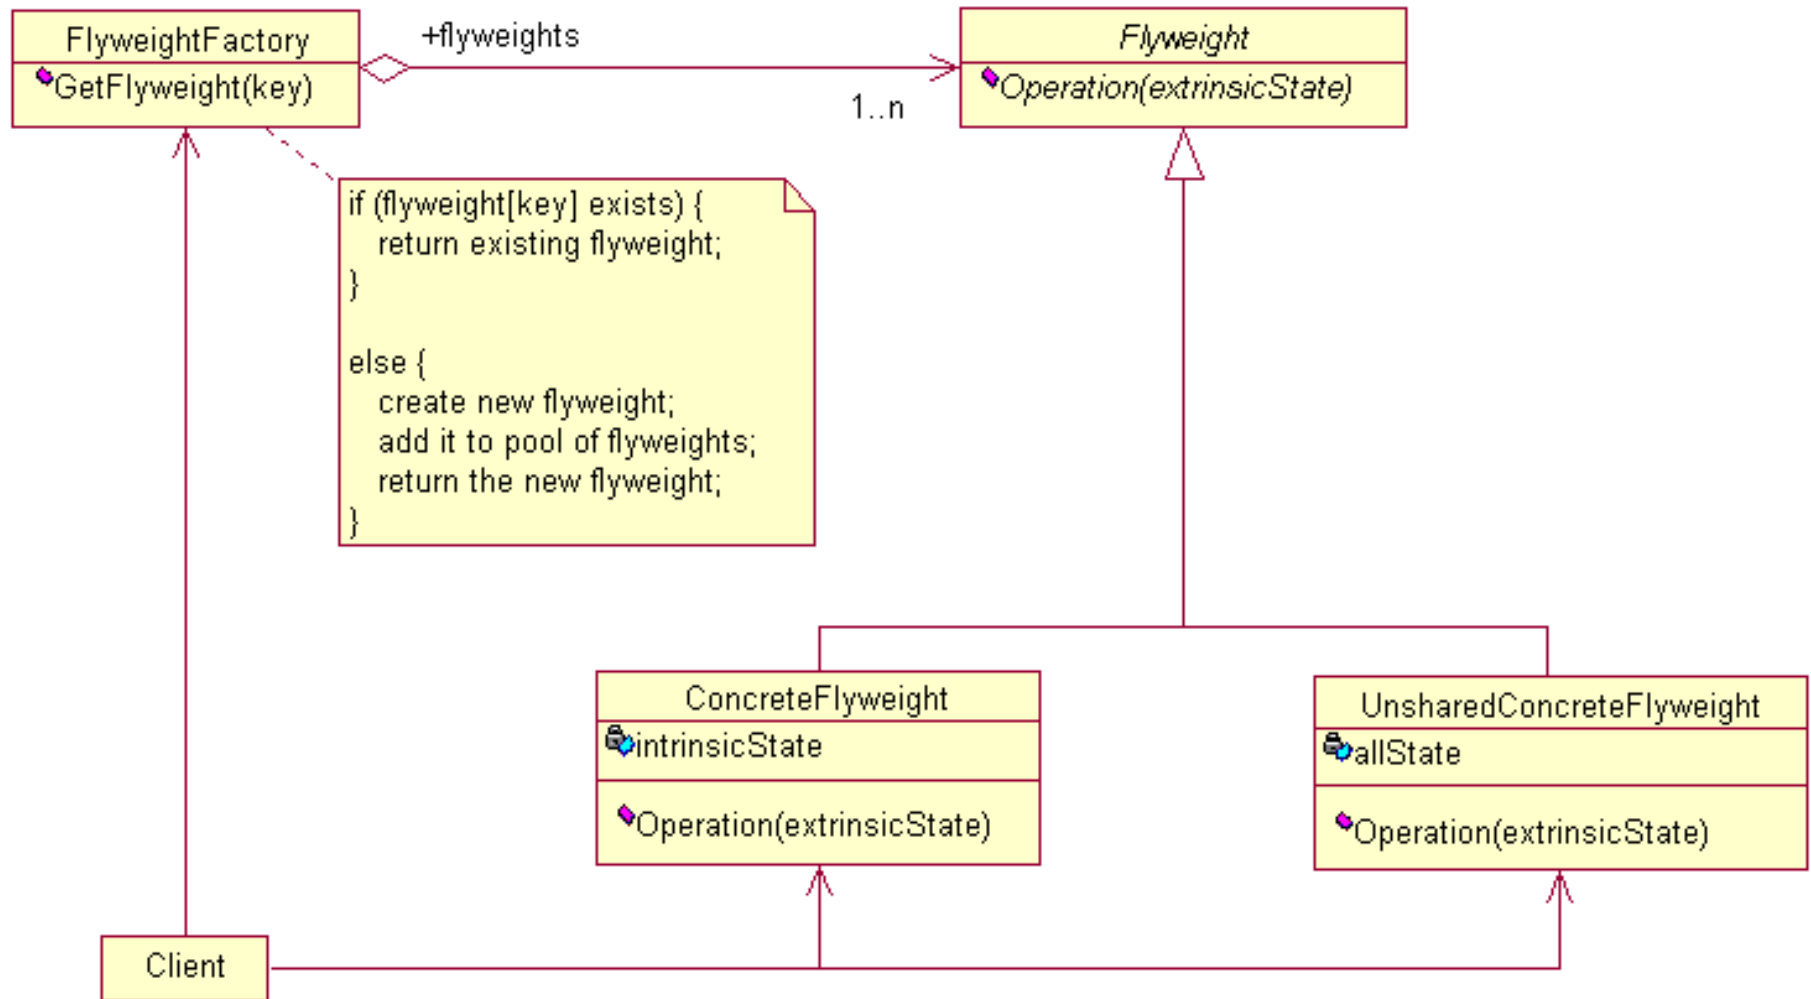 FlyweightFactory
GetFlyweight(key)
+flyweights
1..n
Flyweight
Operation(extrinsicState)
if (flyweight[key] exists) {
return existing flyweight;
}
else {
create new flyweight;
add it to pool of flyweights;
return the new flyweight;
}
ConcreteFlyweight
intrinsicState
Operation(extrinsicState)
UnsharedConcreteFlyweight
allState
Operation(extrinsicState)
Client